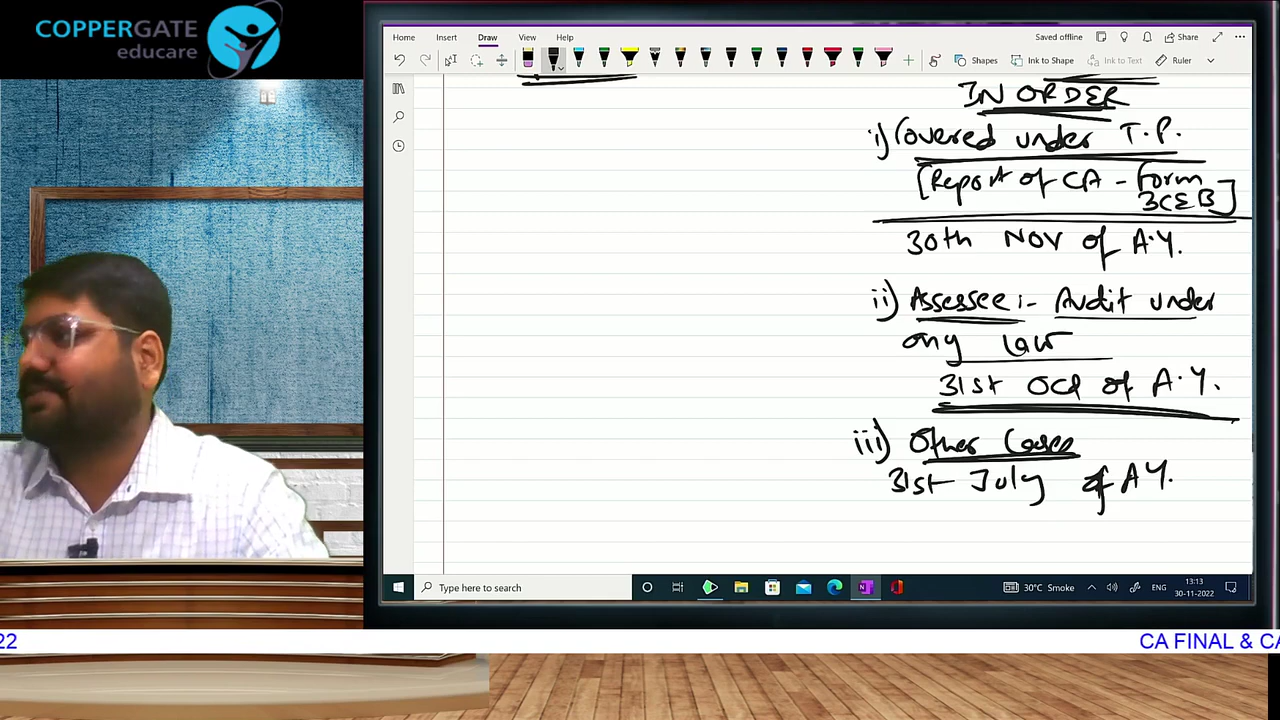 COPPERGATE
educare
Home Insert Draw View Help
Saved offline
Share
Shapes
Ink to Shape
Ink to Text
Ruler
IN ORDER
i) Covered under T.P.
[Report of CA - Form
3CEB]
30th NOV of A.Y.
ii) Assessee :- Audit under
any law
31st OCT of A.Y.
iii) Other Cases
31st July of A.Y.
Type here to search
30°C Smoke
ENG
13:13
30-11-2022
22
CA FINAL & CA